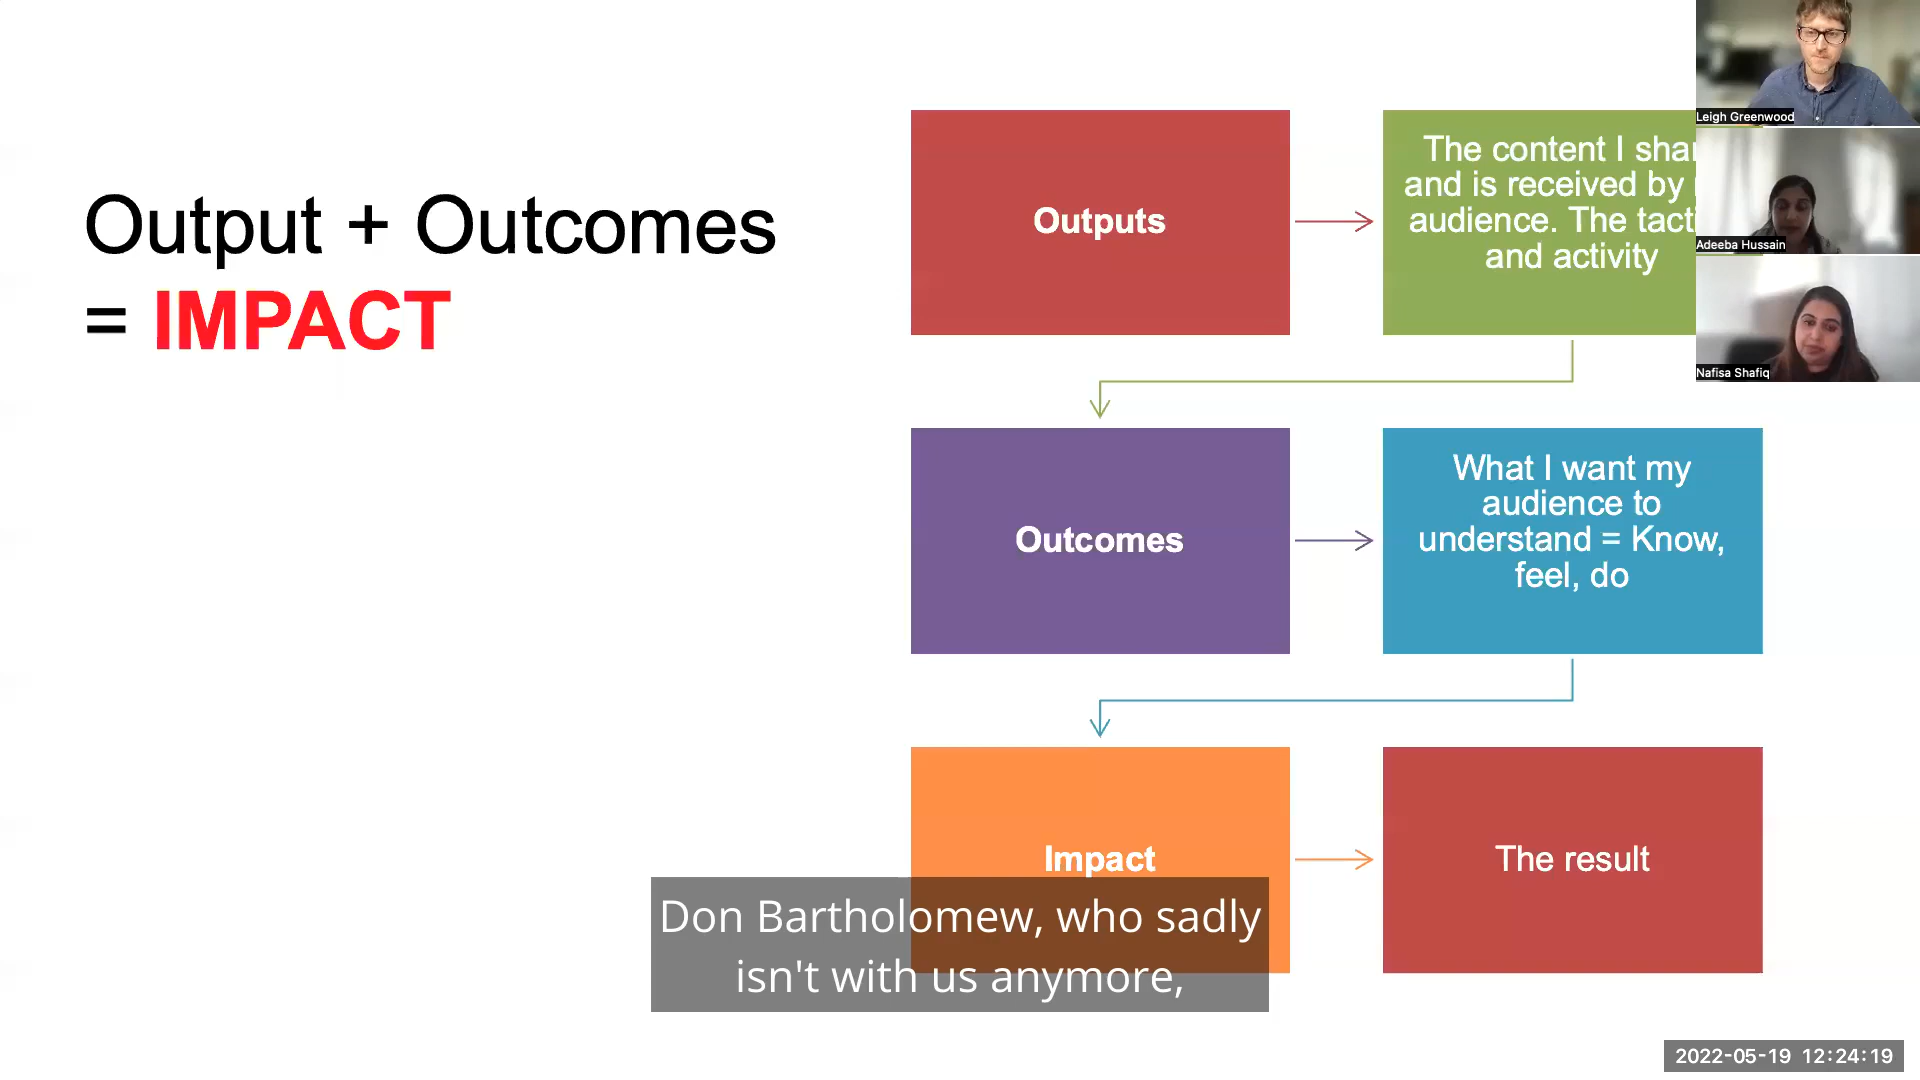 Output + Outcomes
= IMPACT
Outputs
The content I shar
and is received by
audience. The tacti
and activity
Outcomes
What I want my
audience to
understand = Know,
feel, do
Impact
The result
Don Bartholomew, who sadly
isn't with us anymore,
Leigh Greenwood
Adeeba Hussain
Nafisa Shafiq
2022-05-19 12:24:19